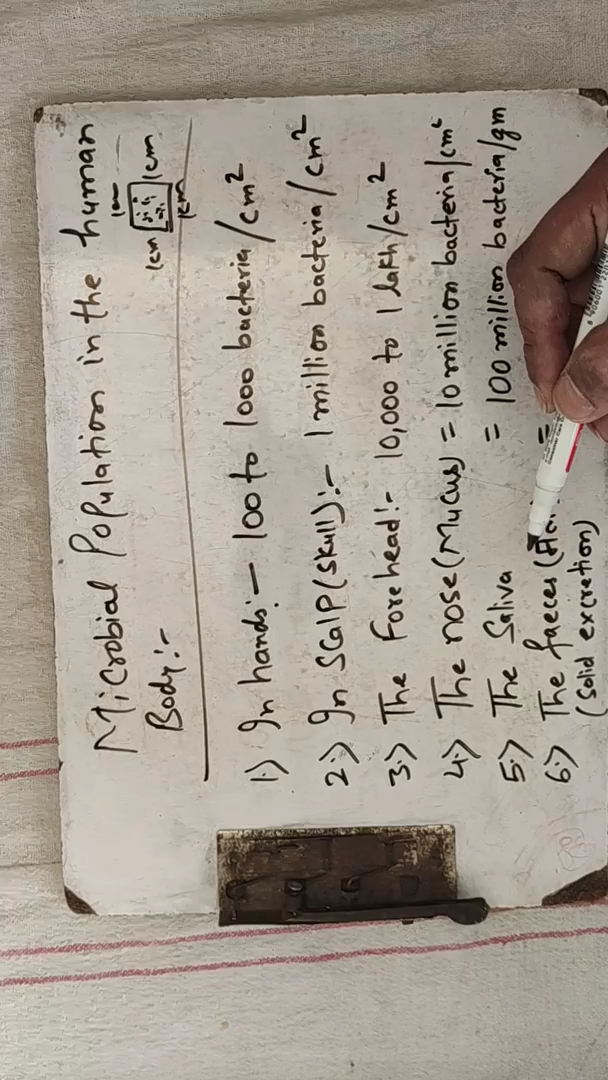 Microbial Population in the human
Body:-
1cm
1cm
1cm
1) In hands:- 100 to 1000 bacteria/cm²
2) In Scalp(skull):- 1 million bacteria/cm²
3) The Forehead:- 10,000 to 1 lakh/cm²
4) The nose(Mucus) = 10 million bacteria/cm²
5) The Saliva = 100 million bacteria/gm
6) The faeces ( =
(solid excretion)